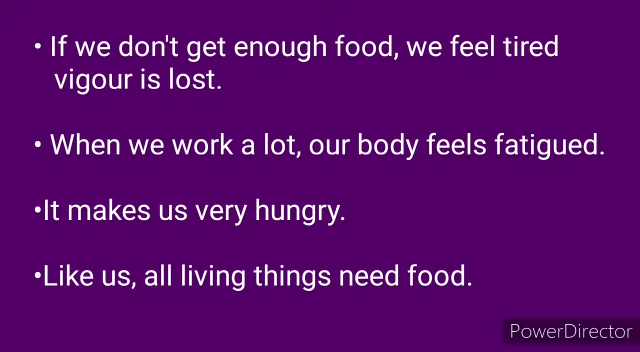 • If we don't get enough food, we feel tired
vigour is lost.
• When we work a lot, our body feels fatigued.
•It makes us very hungry.
•Like us, all living things need food.
PowerDirector